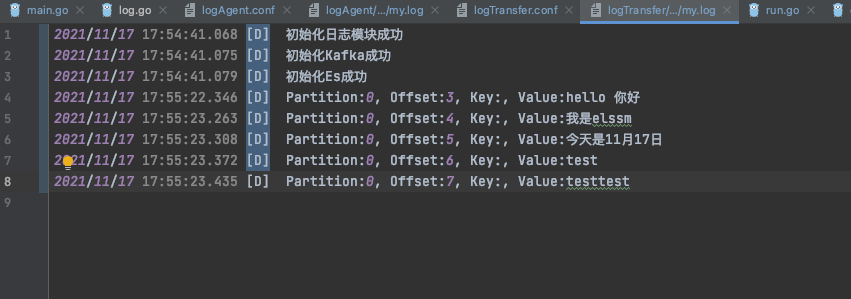 main.go log.go logAgent.conf logAgent/.../my.log logTransfer.conf logTransfer/.../my.log run.go
1 2021/11/17 17:54:41.068 [D] 初始化日志模块成功
2 2021/11/17 17:54:41.075 [D] 初始化Kafka成功
3 2021/11/17 17:54:41.079 [D] 初始化Es成功
4 2021/11/17 17:55:22.346 [D] Partition:0, Offset:3, Key:, Value:hello 你好
5 2021/11/17 17:55:23.263 [D] Partition:0, Offset:4, Key:, Value:我是elssm
6 2021/11/17 17:55:23.308 [D] Partition:0, Offset:5, Key:, Value:今天是11月17日
7 2021/11/17 17:55:23.372 [D] Partition:0, Offset:6, Key:, Value:test
8 2021/11/17 17:55:23.435 [D] Partition:0, Offset:7, Key:, Value:testtest
9